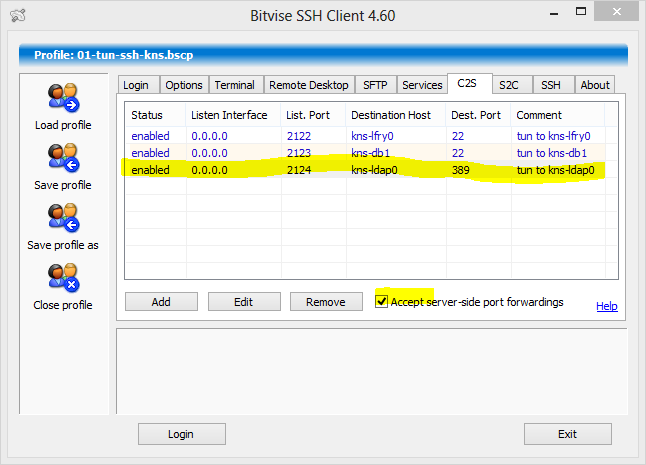 Bitvise SSH Client 4.60
Profile: 01-tun-ssh-kns.bscp
Load profile
Save profile
Save profile as
Close profile
Login Options Terminal Remote Desktop SFTP Services C2S S2C SSH About
Status Listen Interface List. Port Destination Host Dest. Port Comment
enabled 0.0.0.0 2122 kns-lfry0 22 tun to kns-lfry0
enabled 0.0.0.0 2123 kns-db1 22 tun to kns-db1
enabled 0.0.0.0 2124 kns-ldap0 389 tun to kns-ldap0
Add Edit Remove Accept server-side port forwardings Help
Login Exit